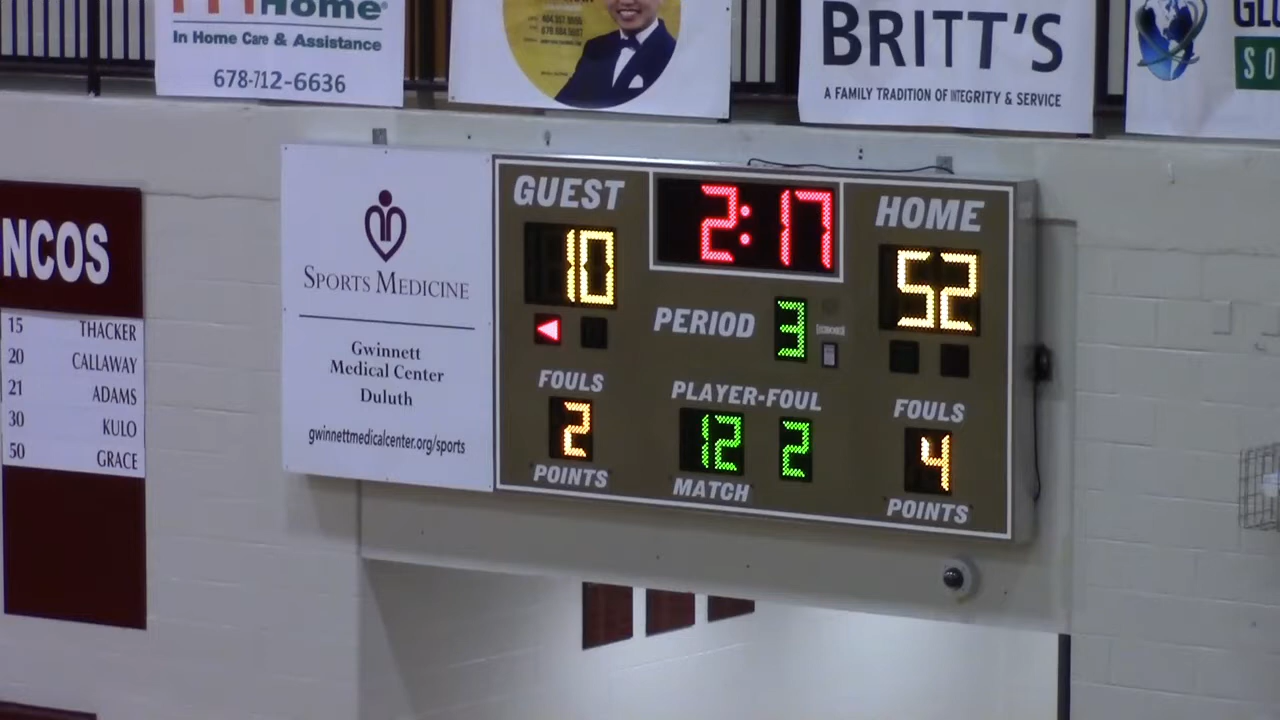 Home
In Home Care & Assistance
678-712-6636
BRITT'S
A FAMILY TRADITION OF INTEGRITY & SERVICE
NCOS
15 THACKER
20 CALLAWAY
21 ADAMS
30 KULO
50 GRACE
SPORTS MEDICINE
Gwinnett
Medical Center
Duluth
gwinnettmedicalcenter.org/sports
GUEST
2:17
HOME
10
52
PERIOD 3
FOULS
PLAYER-FOUL
FOULS
2
12 2
4
POINTS
MATCH
POINTS